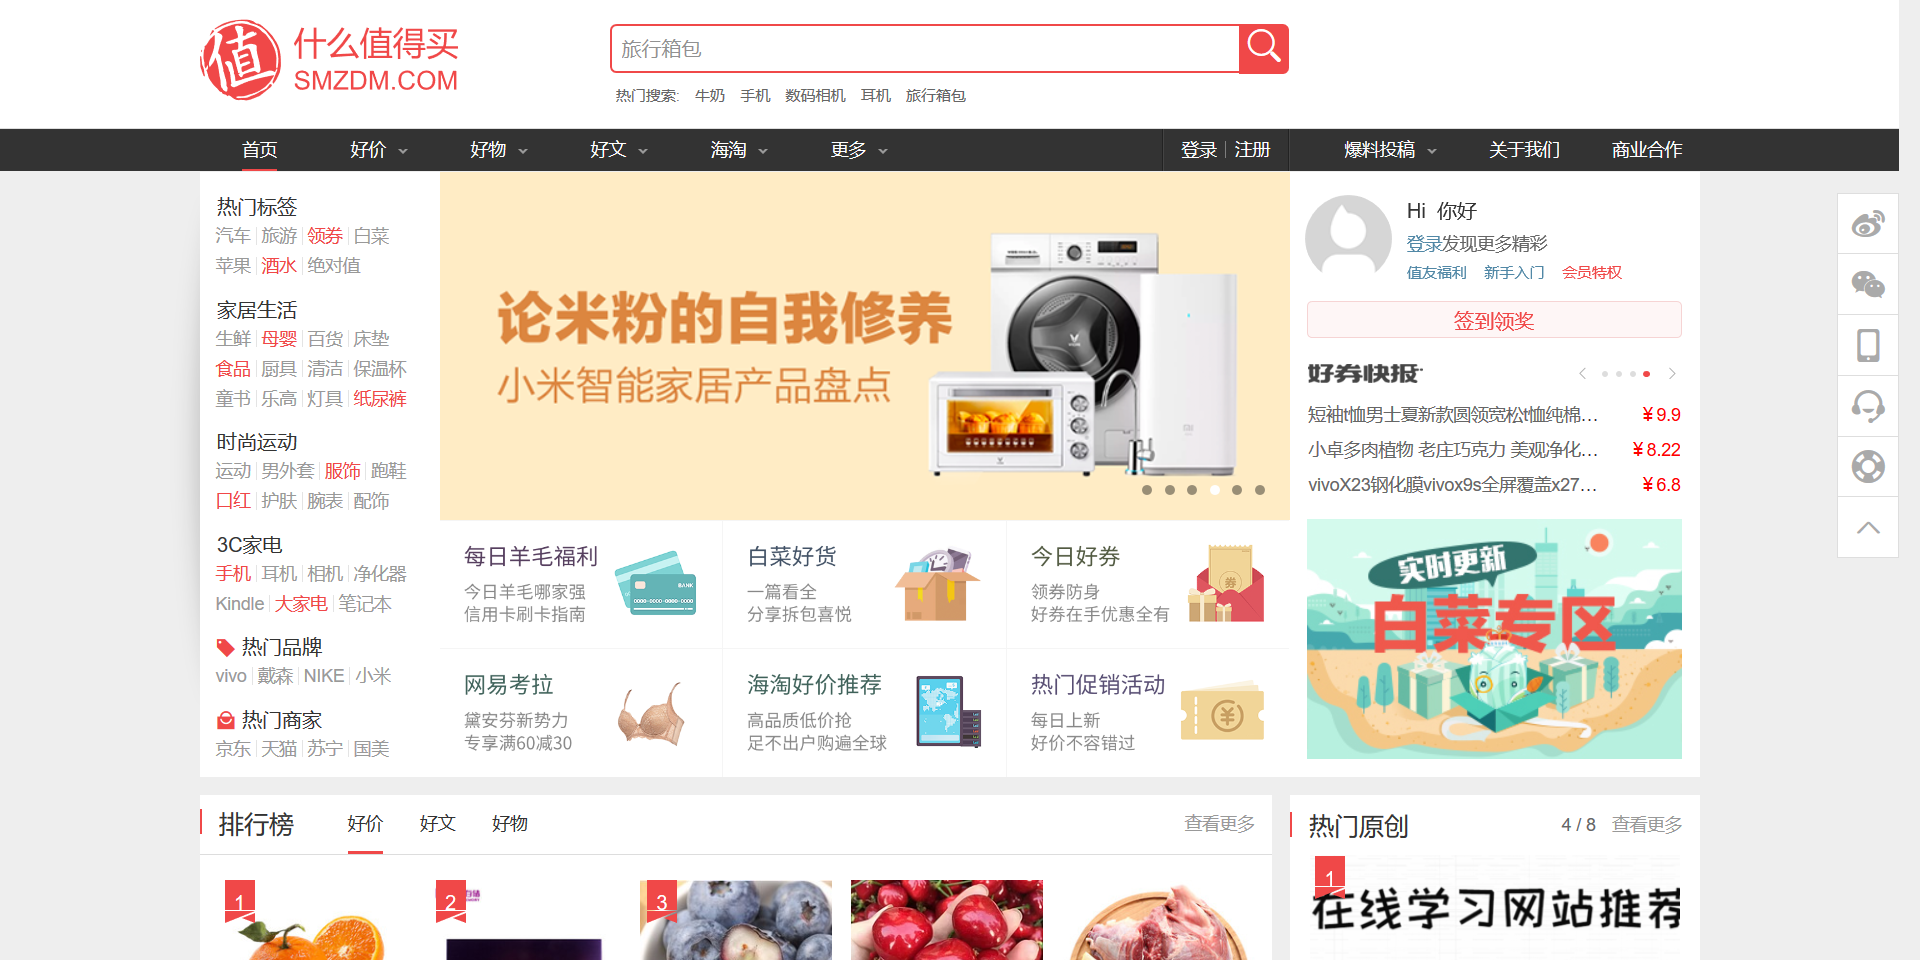 值
什么值得买
SMZDM.COM
旅行箱包
热门搜索: 牛奶 手机 数码相机 耳机 旅行箱包
首页 好价 好物 好文 海淘 更多 登录 注册 爆料投稿 关于我们 商业合作
热门标签
汽车 旅游 领券 白菜
苹果 酒水 绝对值
家居生活
生鲜 母婴 百货 床垫
食品 厨具 清洁 保温杯
童书 乐高 灯具 纸尿裤
时尚运动
运动 男外套 服饰 跑鞋
口红 护肤 腕表 配饰
3C家电
手机 耳机 相机 净化器
Kindle 大家电 笔记本
热门品牌
vivo 戴森 NIKE 小米
热门商家
京东 天猫 苏宁 国美
论米粉的自我修养
小米智能家居产品盘点
每日羊毛福利
今日羊毛哪家强
信用卡刷卡指南
BANK
0000-0000-0000-0000
白菜好货
一篇看全
分享拆包喜悦
今日好券
领券防身
好券在手优惠全有
券
网易考拉
黛安芬新势力
专享满60减30
海淘好价推荐
高品质低价抢
足不出户购遍全球
热门促销活动
每日上新
好价不容错过
¥
Hi 你好
登录发现更多精彩
值友福利 新手入门 会员特权
签到领奖
好券快报
短袖t恤男士夏新款圆领宽松t恤纯棉... ¥9.9
小卓多肉植物 老庄巧克力 美观净化... ¥8.22
vivoX23钢化膜vivox9s全屏覆盖x27... ¥6.8
实时更新
白菜专区
排行榜 好价 好文 好物 查看更多
1
2
3
热门原创 4 / 8 查看更多
1
在线学习网站推荐